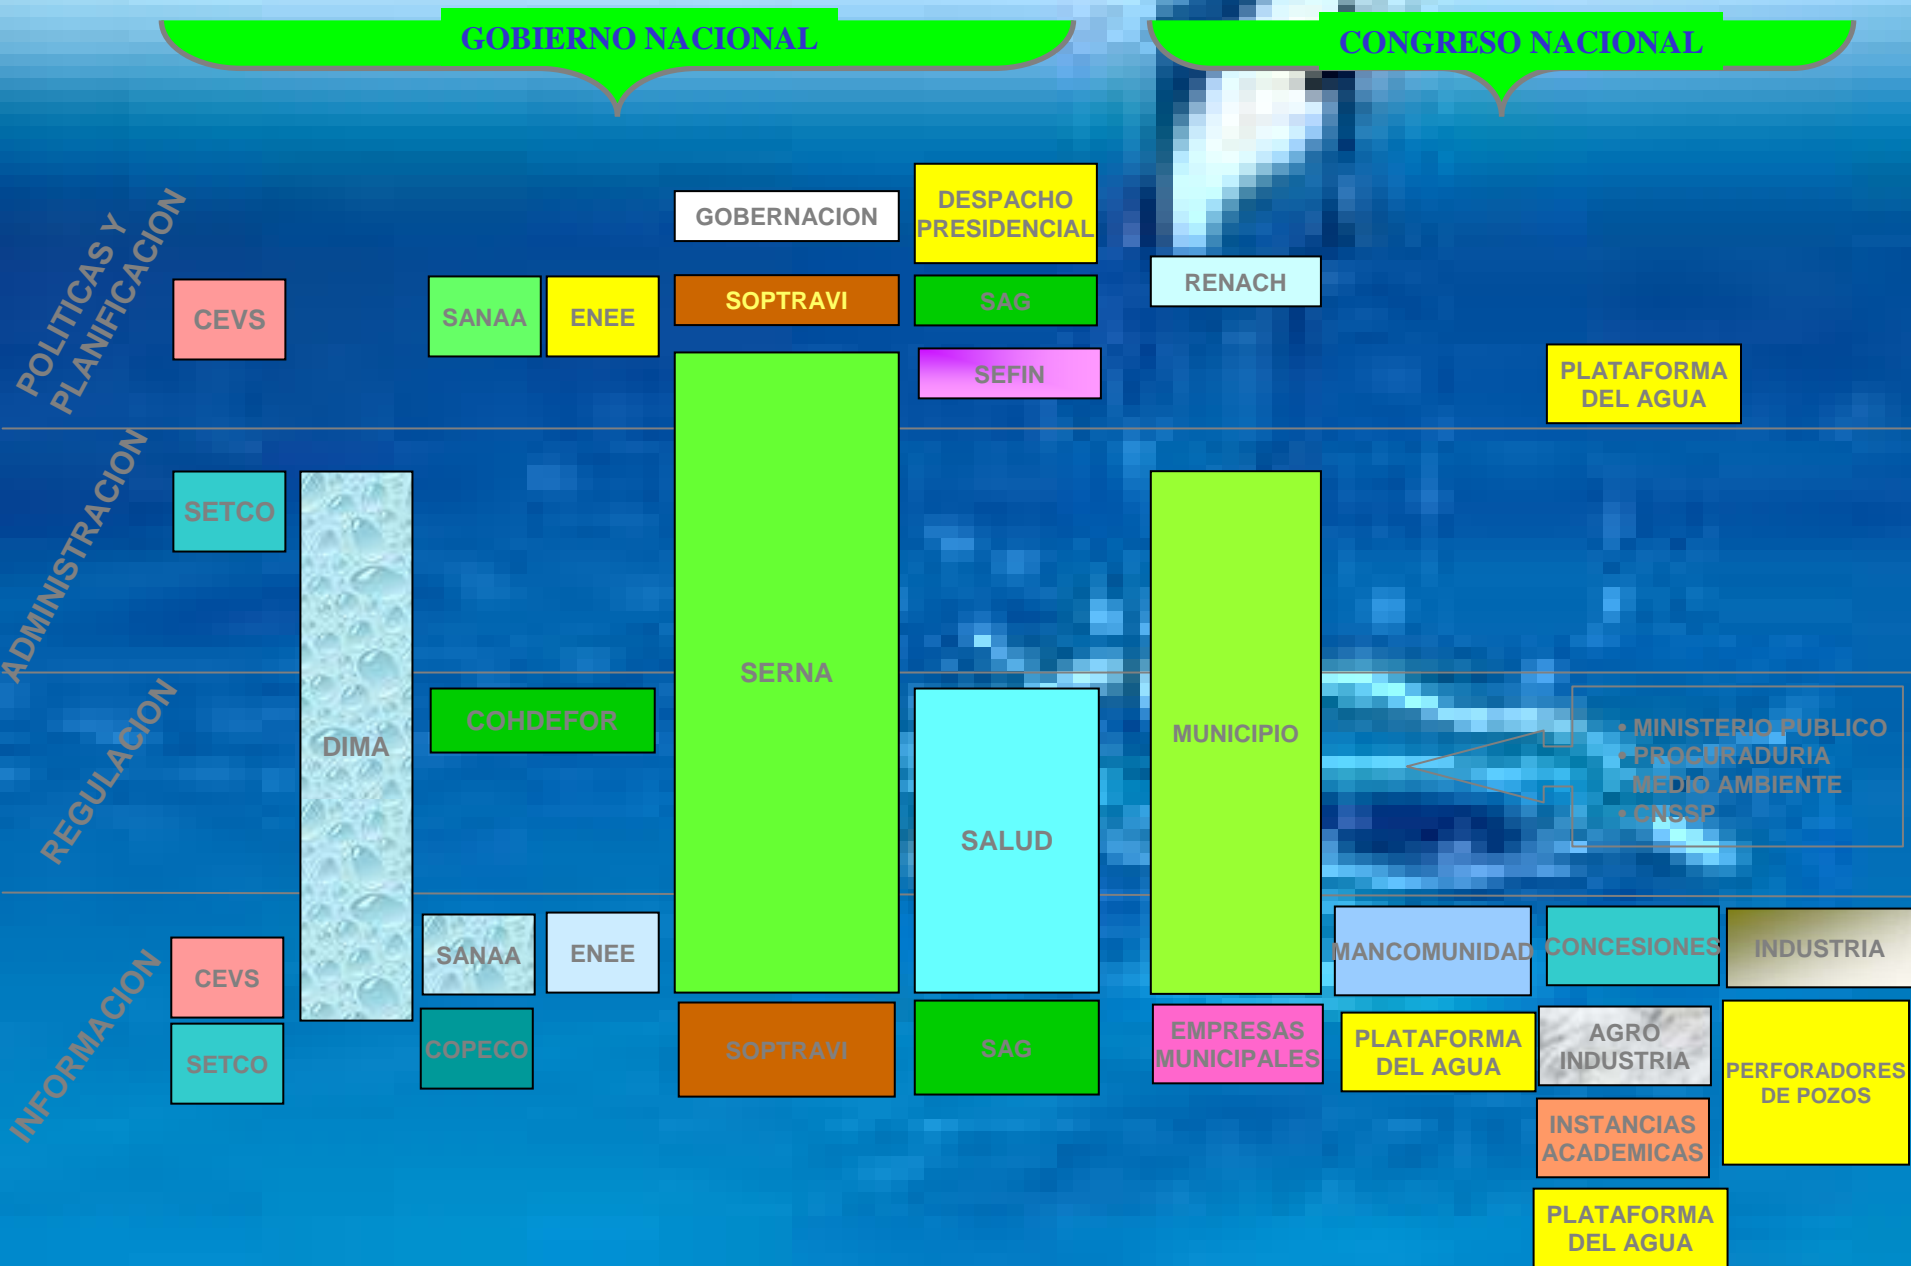 GOBIERNO NACIONAL
CONGRESO NACIONAL
POLITICAS Y
PLANIFICACION
GOBERNACION
DESPACHO
PRESIDENCIAL
CEVS
SANAA
ENEE
SOPTRAVI
SAG
RENACH
SEFIN
PLATAFORMA
DEL AGUA
ADMINISTRACION
SETCO
DIMA
SERNA
MUNICIPIO
REGULACION
COHDEFOR
SALUD
• MINISTERIO PUBLICO
• PROCURADURIA
MEDIO AMBIENTE
• CNSSP
INFORMACION
CEVS
SANAA
ENEE
MANCOMUNIDAD
CONCESIONES
INDUSTRIA
SETCO
COPECO
SOPTRAVI
SAG
EMPRESAS
MUNICIPALES
PLATAFORMA
DEL AGUA
AGRO
INDUSTRIA
PERFORADORES
DE POZOS
INSTANCIAS
ACADEMICAS
PLATAFORMA
DEL AGUA